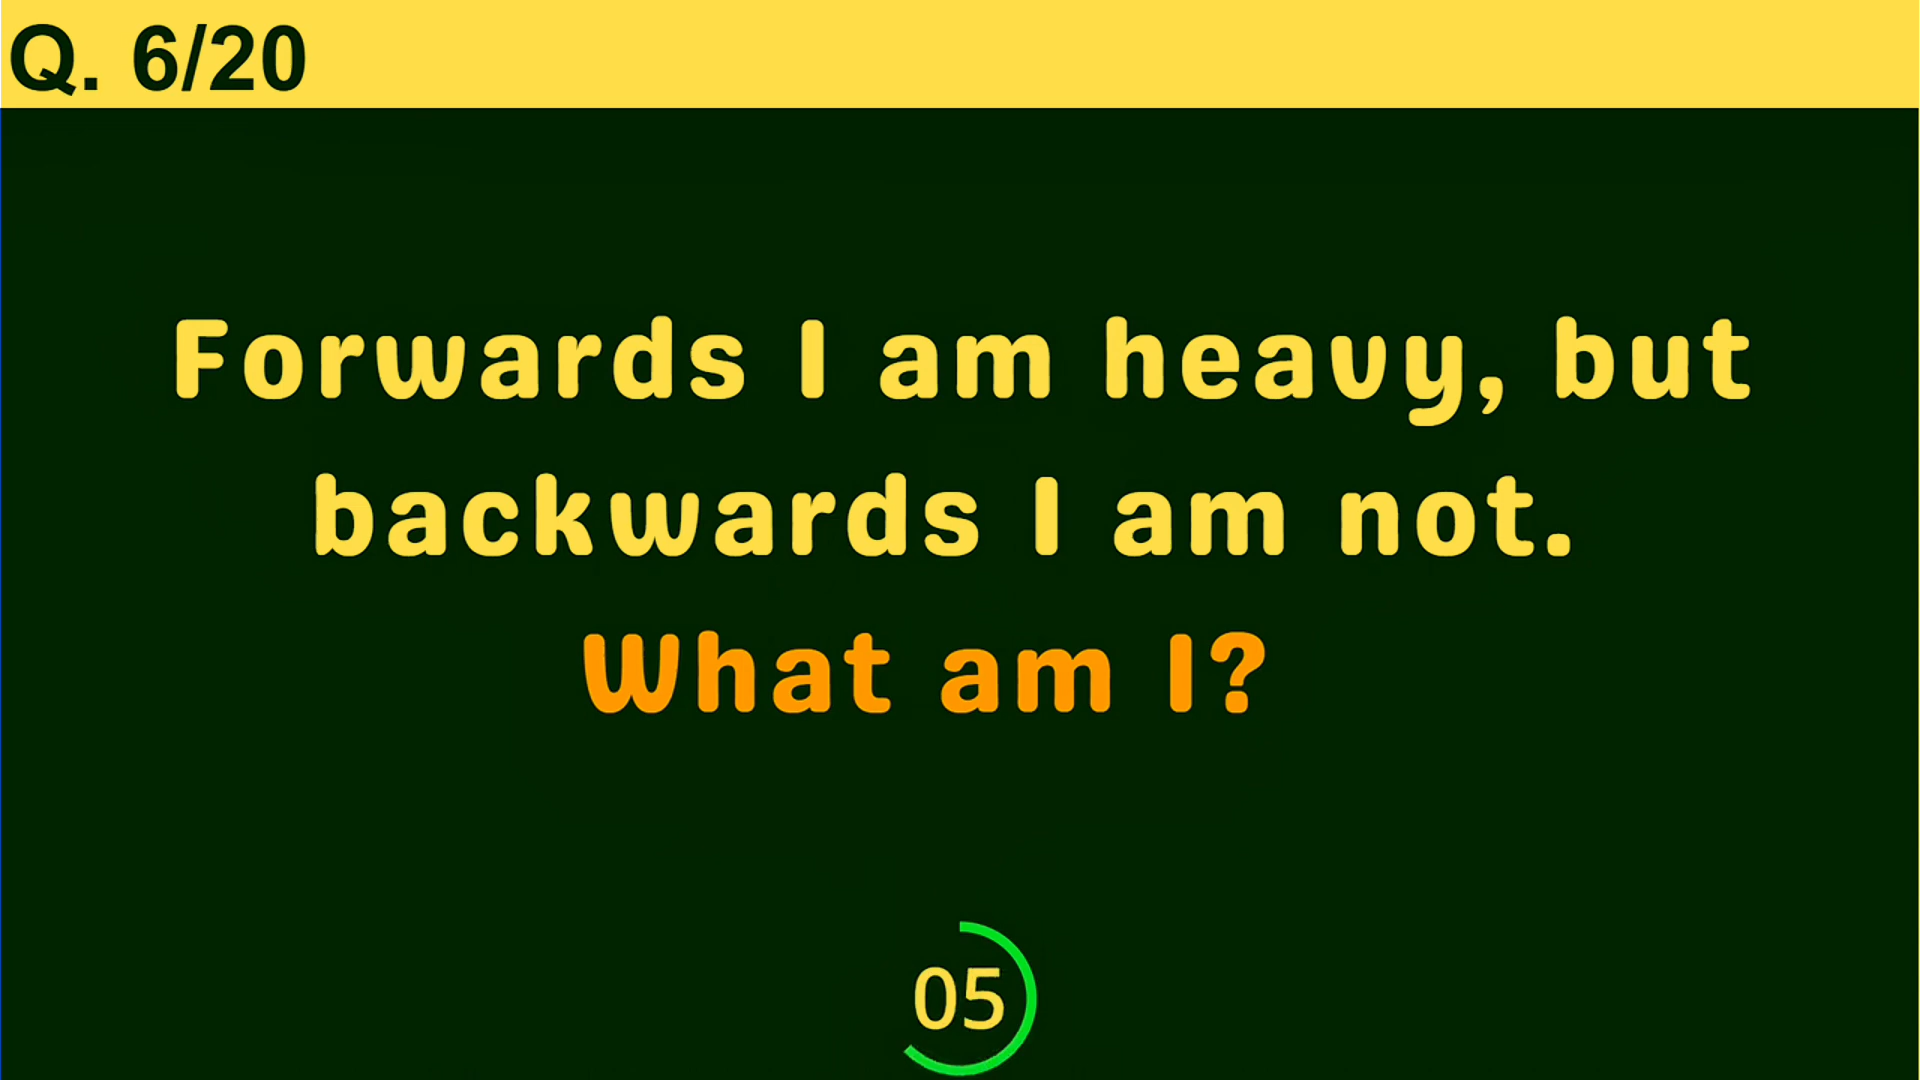 Q. 6/20
Forwards I am heavy, but
backwards I am not.
What am I?
05